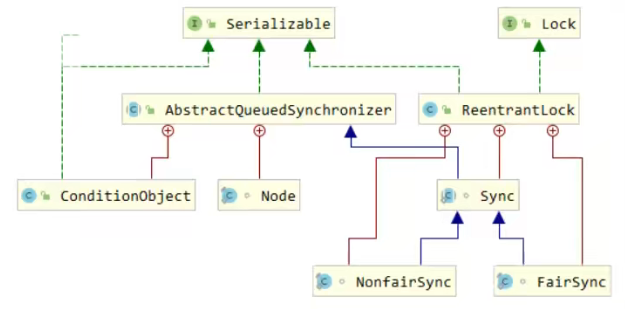 Serializable
Lock
AbstractQueuedSynchronizer
ReentrantLock
ConditionObject
Node
Sync
NonfairSync
FairSync